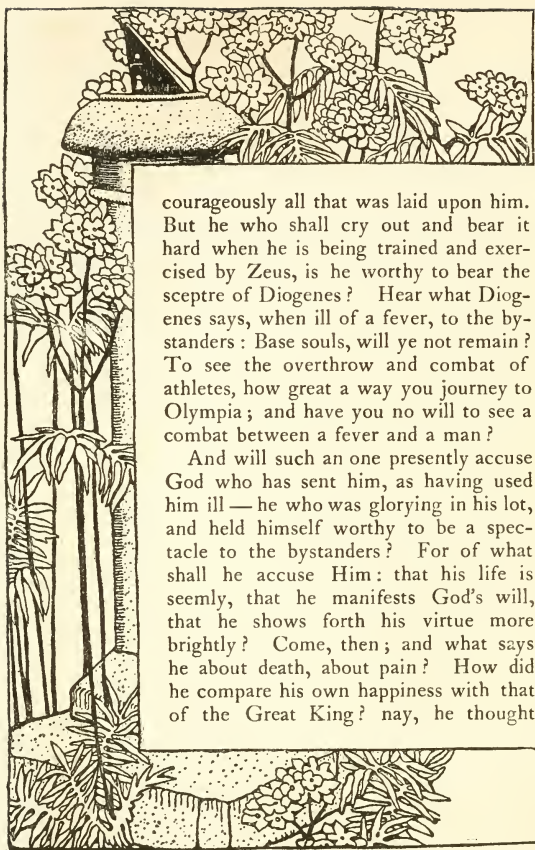 courageously all that was laid upon him.
But he who shall cry out and bear it
hard when he is being trained and exer-
cised by Zeus, is he worthy to bear the
sceptre of Diogenes ? Hear what Diog-
enes says, when ill of a fever, to the by-
standers : Base souls, will ye not remain ?
To see the overthrow and combat of
athletes, how great a way you journey to
Olympia ; and have you no will to see a
combat between a fever and a man ?
And will such an one presently accuse
God who has sent him, as having used
him ill — he who was glorying in his lot,
and held himself worthy to be a spec-
tacle to the bystanders ? For of what
shall he accuse Him : that his life is
seemly, that he manifests God's will,
that he shows forth his virtue more
brightly ? Come, then ; and what says
he about death, about pain ? How did
he compare his own happiness with that
of the Great King ? nay, he thought